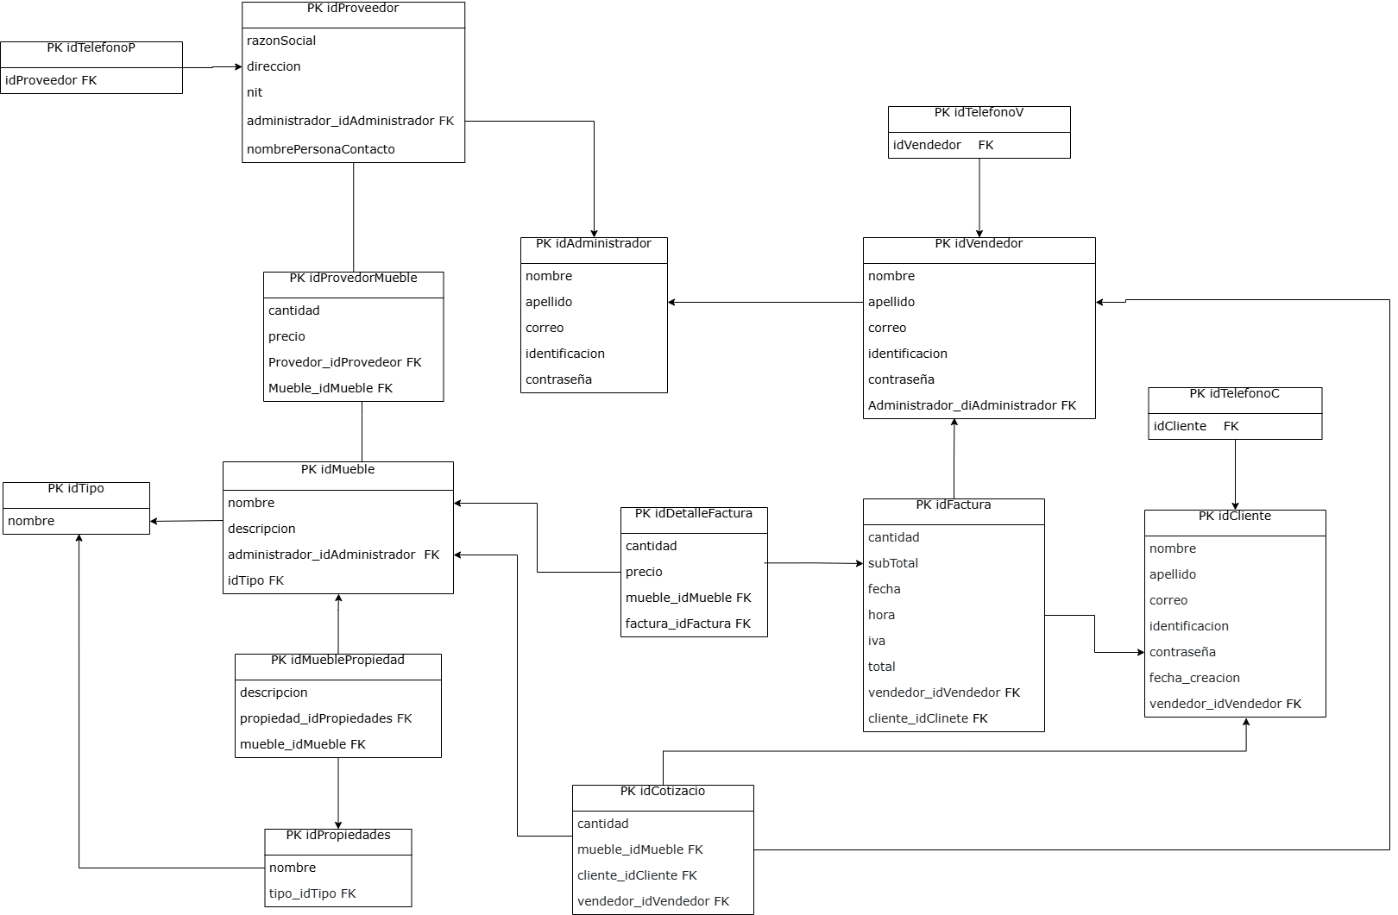 PK idProveedor
razonSocial
direccion
nit
administrador_idAdministrador FK
nombrePersonaContacto
PK idTelefonoP
idProveedor FK
PK idTelefonoV
idVendedor FK
PK idAdministrador
nombre
apellido
correo
identificacion
contraseña
PK idVendedor
nombre
apellido
correo
identificacion
contraseña
Administrador_diAdministrador FK
PK idProvedorMueble
cantidad
precio
Provedor_idProvedeor FK
Mueble_idMueble FK
PK idTelefonoC
idCliente FK
PK idTipo
nombre
PK idMueble
nombre
descripcion
administrador_idAdministrador FK
idTipo FK
PK idDetalleFactura
cantidad
precio
mueble_idMueble FK
factura_idFactura FK
PK idFactura
cantidad
subTotal
fecha
hora
iva
total
vendedor_idVendedor FK
cliente_idClinete FK
PK idCliente
nombre
apellido
correo
identificacion
contraseña
fecha_creacion
vendedor_idVendedor FK
PK idMueblePropiedad
descripcion
propiedad_idPropiedades FK
mueble_idMueble FK
PK idPropiedades
nombre
tipo_idTipo FK
PK idCotizacio
cantidad
mueble_idMueble FK
cliente_idCliente FK
vendedor_idVendedor FK